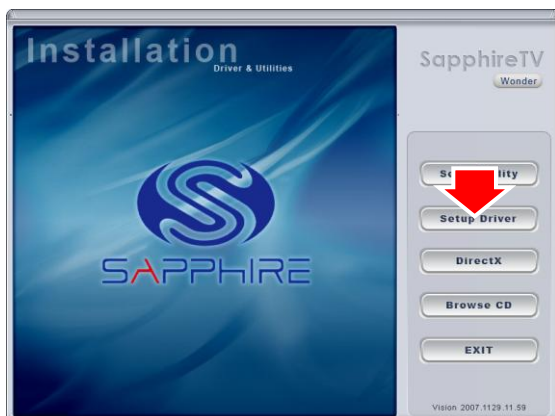 Installation
Driver & Utilities
SapphireTV
Wonder
SAPPHIRE
Setup Driver
DirectX
Browse CD
EXIT
Vision 2007.1129.11.59